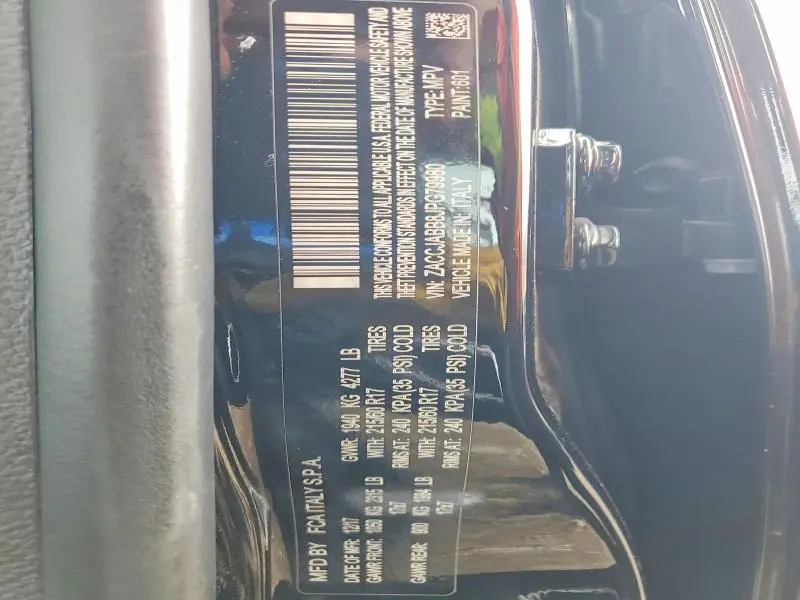 MFD BY FCA ITALY S.P.A.
DATE OF MFR: 12/17 GVWR: 1940 KG 4277 LB
GAWR FRONT: 1050 KG 2315 LB WITH: 215/60 R17 TIRES
17x7 RIMS AT: 240 KPA(35 PSI) COLD
GAWR REAR: KG LB WITH: 215/60 R17 TIRES
17x7 RIMS AT: 240 KPA(35 PSI) COLD
THIS VEHICLE CONFORMS TO ALL APPLICABLE U.S.A. FEDERAL MOTOR VEHICLE SAFETY AND
THEFT PREVENTION STANDARDS IN EFFECT ON THE DATE OF MANUFACTURE SHOWN ABOVE
VIN: ZACCJABB8JPG79980 TYPE: MPV
VEHICLE MADE IN: ITALY PAINT: 601